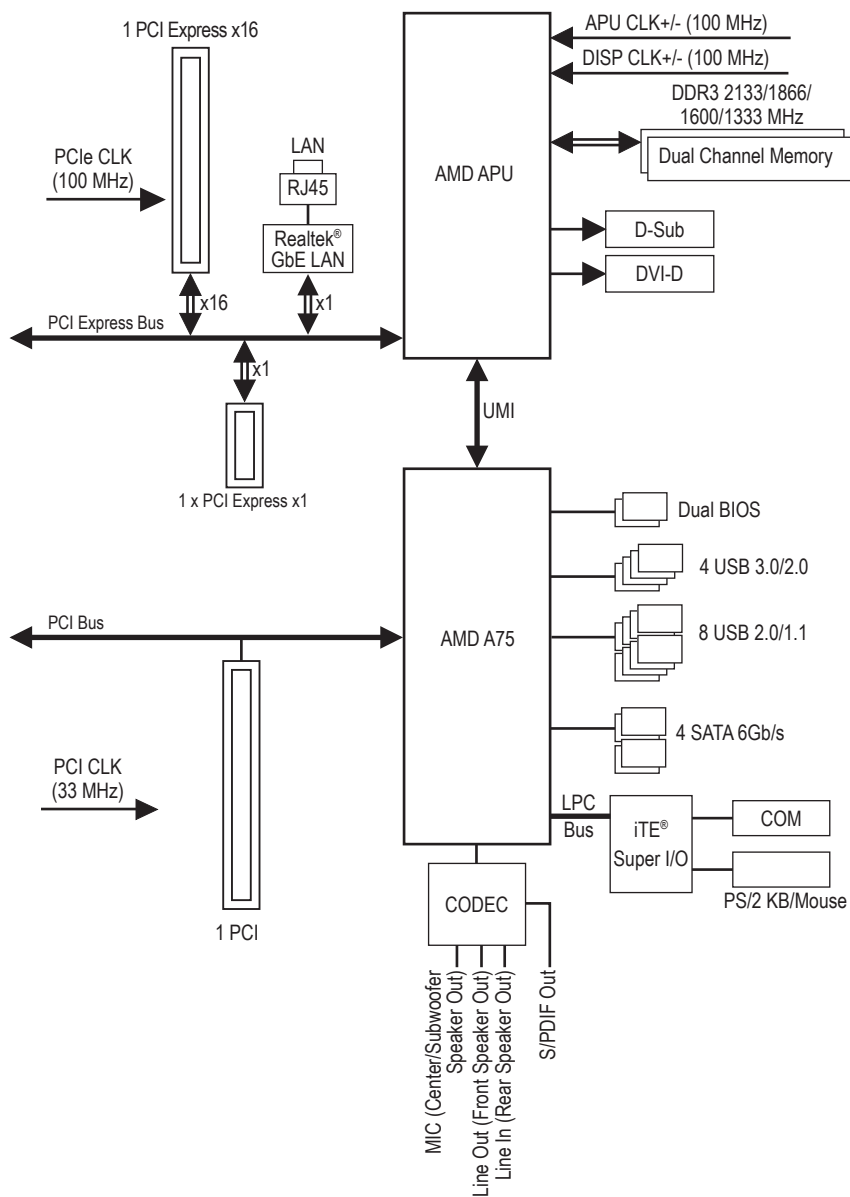 1 PCI Express x16
APU CLK+/- (100 MHz)
DISP CLK+/- (100 MHz)
DDR3 2133/1866/
1600/1333 MHz
Dual Channel Memory
PCIe CLK
(100 MHz)
LAN
RJ45
Realtek®
GbE LAN
AMD APU
D-Sub
DVI-D
x16
x1
PCI Express Bus
x1
1 x PCI Express x1
UMI
Dual BIOS
4 USB 3.0/2.0
8 USB 2.0/1.1
PCI Bus
AMD A75
4 SATA 6Gb/s
PCI CLK
(33 MHz)
1 PCI
LPC
Bus
iTE®
Super I/O
COM
PS/2 KB/Mouse
CODEC
MIC (Center/Subwoofer
Speaker Out)
Line Out (Front Speaker Out)
Line In (Rear Speaker Out)
S/PDIF Out